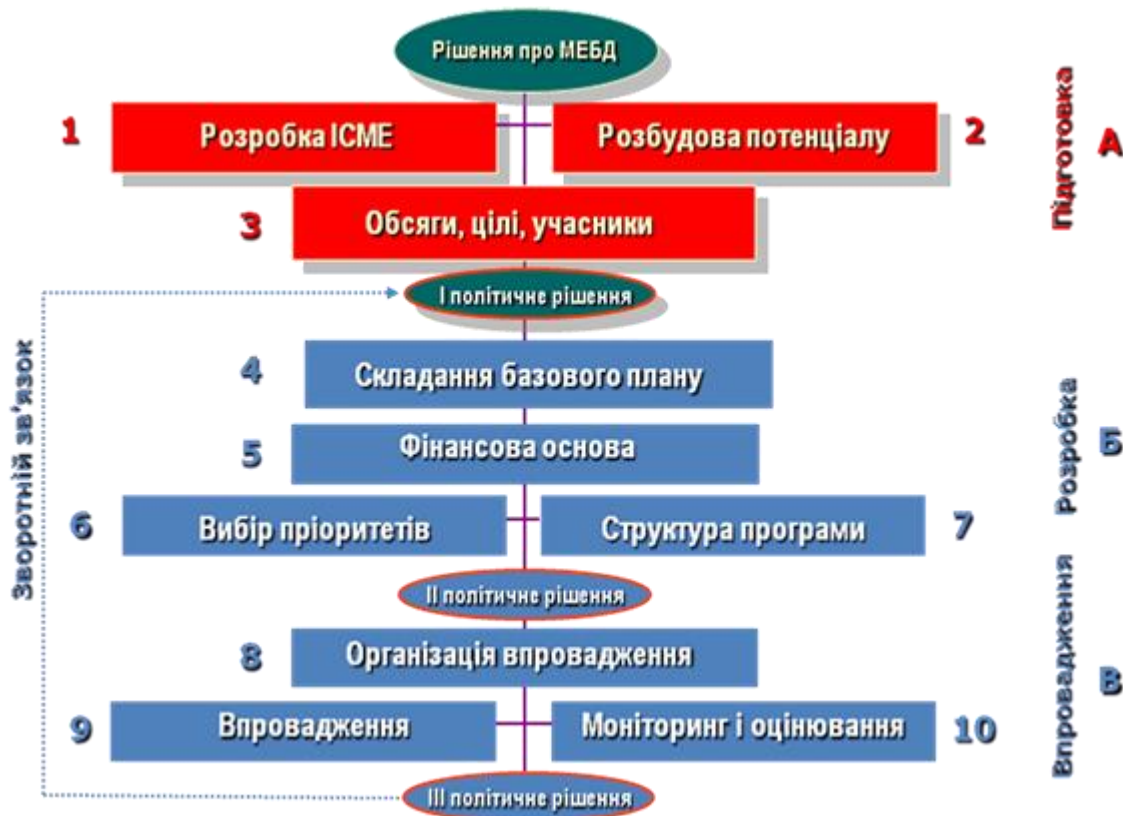 Рішення про МЕБД
1 Розробка ІСМЕ
Розбудова потенціалу 2
Підготовка А
3 Обсяги, цілі, учасники
І політичне рішення
4 Складання базового плану
5 Фінансова основа
Розробка Б
6 Вибір пріоритетів
Структура програми 7
Зворотній зв'язок
ІІ політичне рішення
8 Організація впровадження
Впровадження В
9 Впровадження
Моніторинг і оцінювання 10
ІІІ політичне рішення